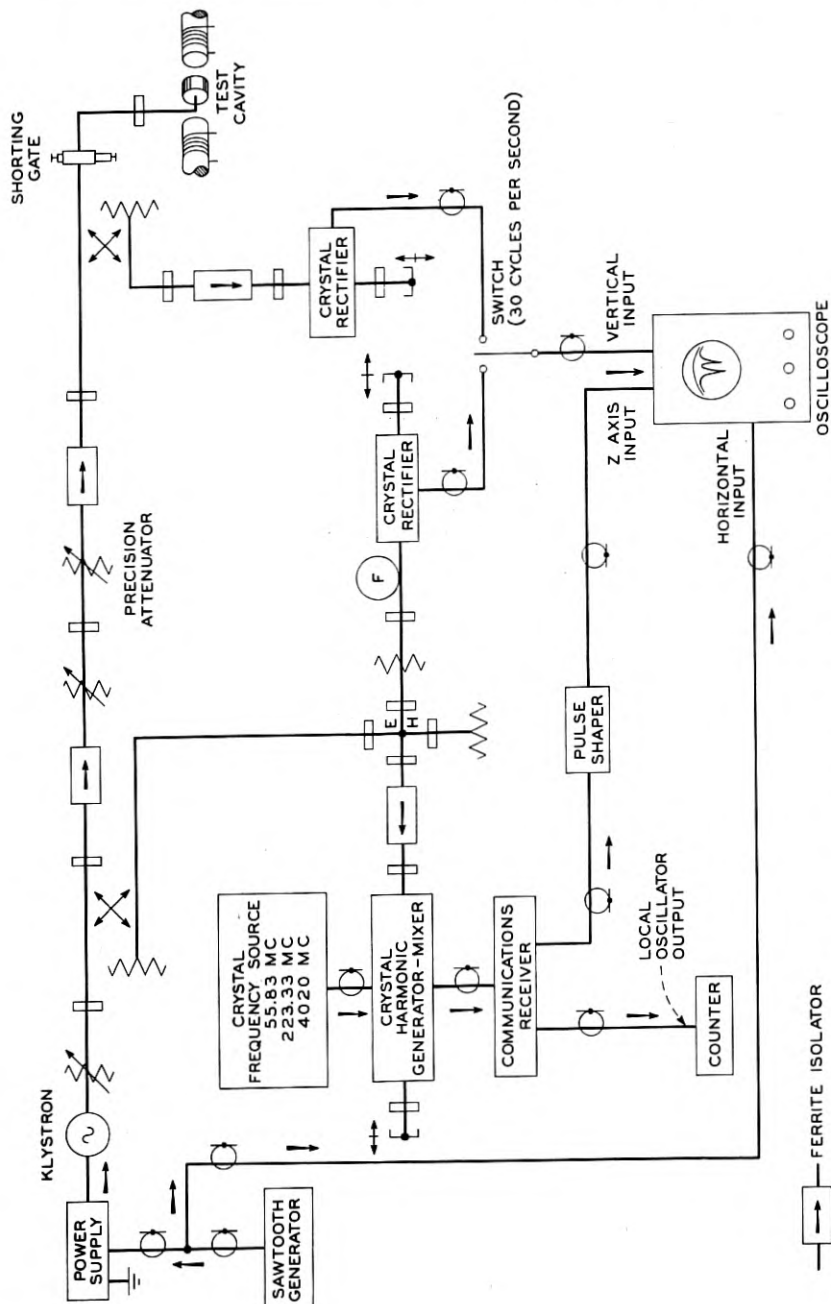 SHORTING
GATE
TEST
CAVITY
KLYSTRON
POWER
SUPPLY
SAWTOOTH
GENERATOR
PRECISION
ATTENUATOR
CRYSTAL
RECTIFIER
SWITCH
(30 CYCLES PER SECOND)
CRYSTAL
RECTIFIER
F
E
H
CRYSTAL
FREQUENCY SOURCE
55.83 MC
223.33 MC
4020 MC
CRYSTAL
HARMONIC
GENERATOR-MIXER
COMMUNICATIONS
RECEIVER
LOCAL
OSCILLATOR
OUTPUT
COUNTER
PULSE
SHAPER
Z AXIS
INPUT
VERTICAL
INPUT
HORIZONTAL
INPUT
OSCILLOSCOPE
FERRITE ISOLATOR